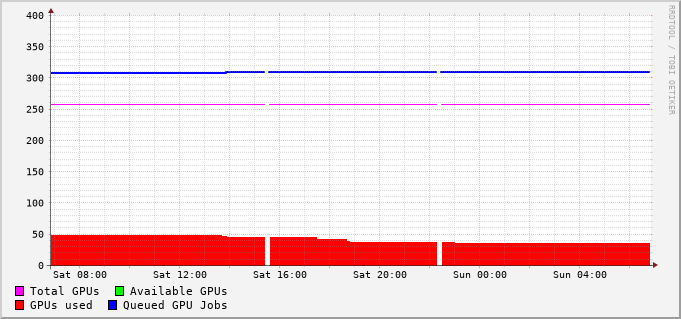 400
350
300
250
200
150
100
50
0
Sat 08:00 Sat 12:00 Sat 16:00 Sat 20:00 Sun 00:00 Sun 04:00
Total GPUs Available GPUs
GPUs used Queued GPU Jobs
RRDTOOL / TOBI OETIKER